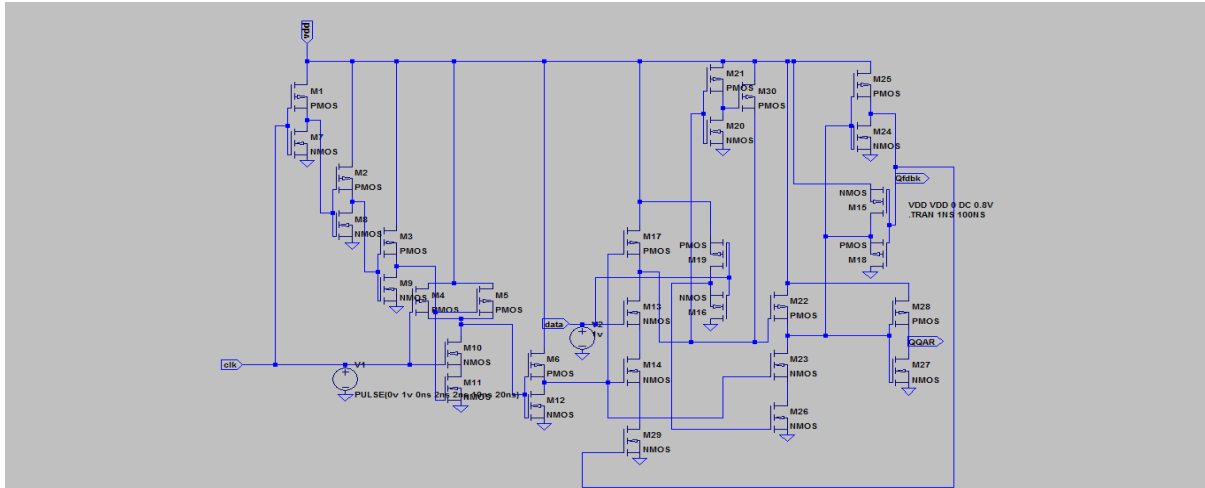 vdd
M1
PMOS
M7
NMOS
M2
PMOS
M8
NMOS
M3
PMOS
M9
NMOS
M4
PMOS
M5
PMOS
M10
NMOS
M11
NMOS
clk
V1
PULSE(0v 1v 0ns 2ns 2ns 10ns 20ns)
M6
PMOS
M12
NMOS
data
V2
1v
M17
PMOS
M13
NMOS
M14
NMOS
M29
NMOS
M21
PMOS
M30
PMOS
M20
NMOS
PMOS
M19
NMOS
M16
M22
PMOS
M23
NMOS
M26
NMOS
M25
PMOS
M24
NMOS
Qfdbk
NMOS
M15
PMOS
M18
VDD VDD 0 DC 0.8V
.TRAN 1NS 100NS
M28
PMOS
QQAR
M27
NMOS